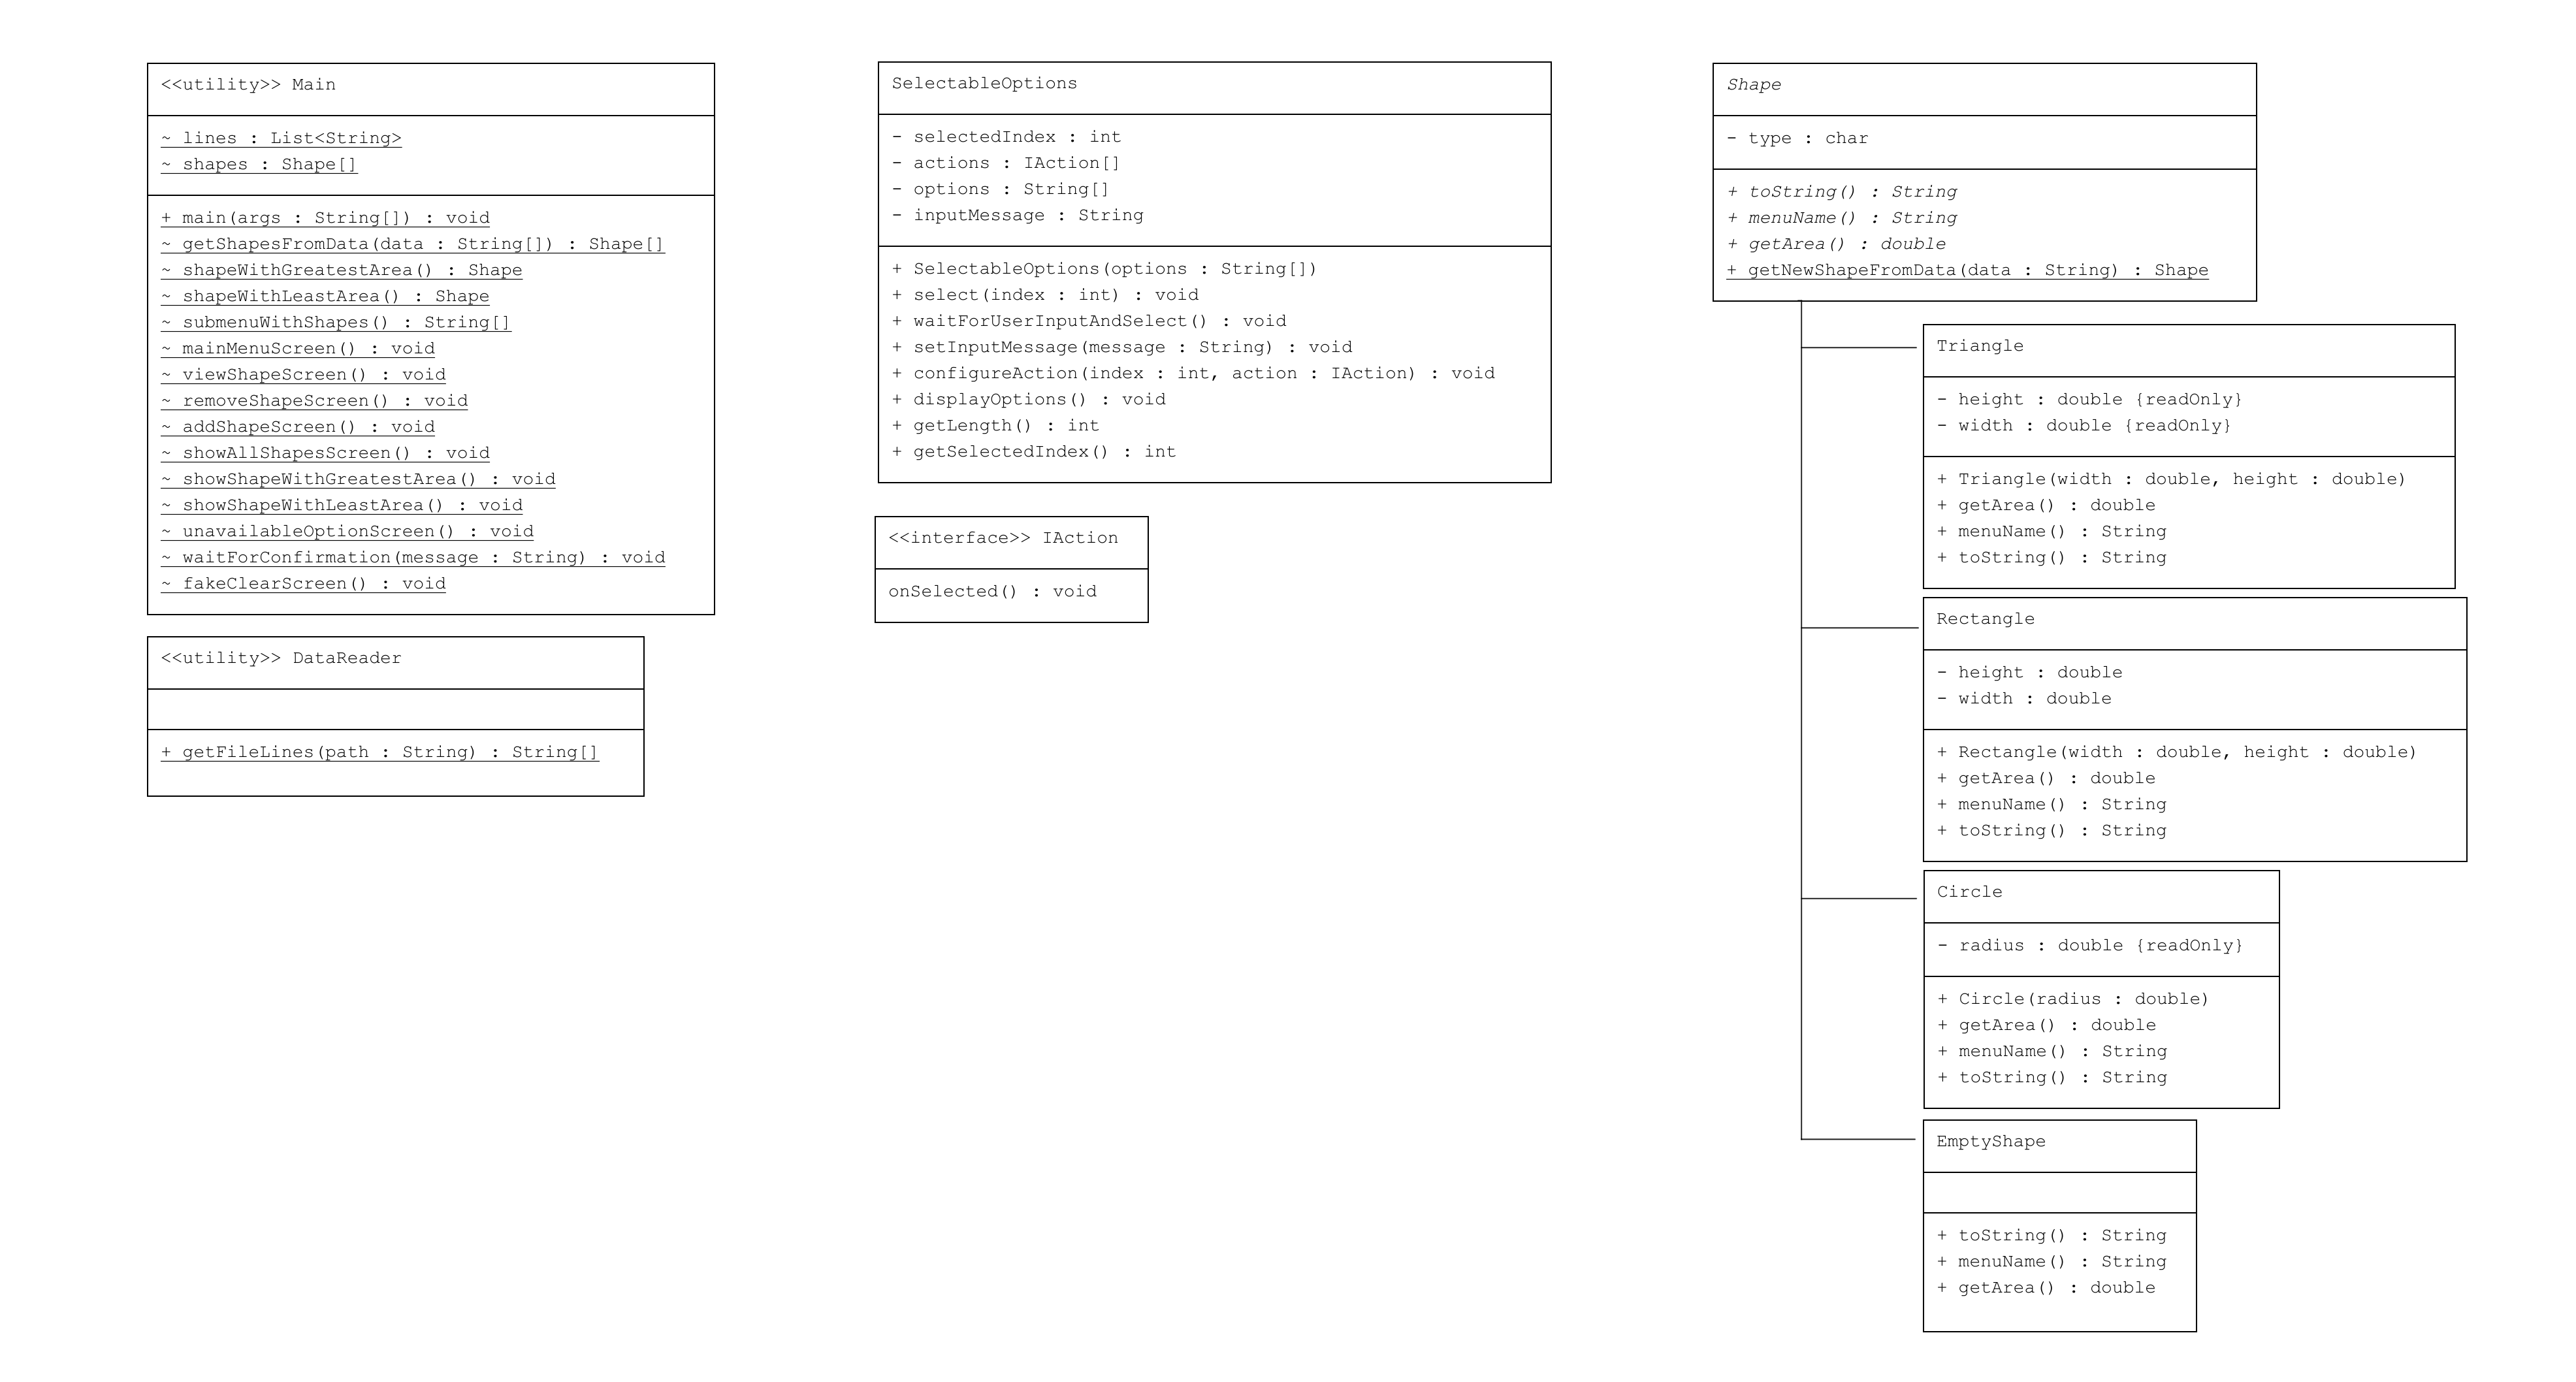 <<utility>> Main
~ lines : List<String>
~ shapes : Shape[]
+ main(args : String[]) : void
~ getShapesFromData(data : String[]) : Shape[]
~ shapeWithGreatestArea() : Shape
~ shapeWithLeastArea() : Shape
~ submenuWithShapes() : String[]
~ mainMenuScreen() : void
~ viewShapeScreen() : void
~ removeShapeScreen() : void
~ addShapeScreen() : void
~ showAllShapesScreen() : void
~ showShapeWithGreatestArea() : void
~ showShapeWithLeastArea() : void
~ unavailableOptionScreen() : void
~ waitForConfirmation(message : String) : void
~ fakeClearScreen() : void
<<utility>> DataReader
+ getFileLines(path : String) : String[]
SelectableOptions
- selectedIndex : int
- actions : IAction[]
- options : String[]
- inputMessage : String
+ SelectableOptions(options : String[])
+ select(index : int) : void
+ waitForUserInputAndSelect() : void
+ setInputMessage(message : String) : void
+ configureAction(index : int, action : IAction) : void
+ displayOptions() : void
+ getLength() : int
+ getSelectedIndex() : int
<<interface>> IAction
onSelected() : void
Shape
- type : char
+ toString() : String
+ menuName() : String
+ getArea() : double
+ getNewShapeFromData(data : String) : Shape
Triangle
- height : double {readOnly}
- width : double {readOnly}
+ Triangle(width : double, height : double)
+ getArea() : double
+ menuName() : String
+ toString() : String
Rectangle
- height : double
- width : double
+ Rectangle(width : double, height : double)
+ getArea() : double
+ menuName() : String
+ toString() : String
Circle
- radius : double {readOnly}
+ Circle(radius : double)
+ getArea() : double
+ menuName() : String
+ toString() : String
EmptyShape
+ toString() : String
+ menuName() : String
+ getArea() : double